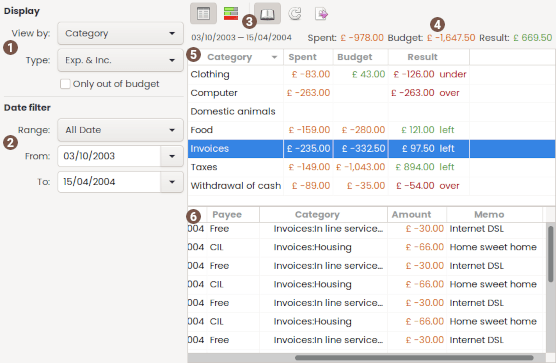 Display
View by: Category
1
Type: Exp. & Inc.
Only out of budget
Date filter
Range: All Date
2
From: 03/10/2003
To: 15/04/2004
3
4
03/10/2003 — 15/04/2004 Spent: £ -978.00 Budget: £ -1,647.50 Result: £ 669.50
5 Category Spent Budget Result
Clothing £ -83.00 £ 43.00 £ -126.00 under
Computer £ -263.00 £ -263.00 over
Domestic animals
Food £ -159.00 £ -280.00 £ 121.00 left
Invoices £ -235.00 £ -332.50 £ 97.50 left
Taxes £ -149.00 £ -1,043.00 £ 894.00 left
Withdrawal of cash £ -89.00 £ -35.00 £ -54.00 over
6 Payee Category Amount Memo
004 Free Invoices:In line service... £ -30.00 Internet DSL
004 CIL Invoices:Housing £ -66.00 Home sweet home
004 Free Invoices:In line service... £ -30.00 Internet DSL
004 CIL Invoices:Housing £ -66.00 Home sweet home
004 Free Invoices:In line service... £ -30.00 Internet DSL
004 CIL Invoices:Housing £ -66.00 Home sweet home
004 Free Invoices:In line service... £ -30.00 Internet DSL